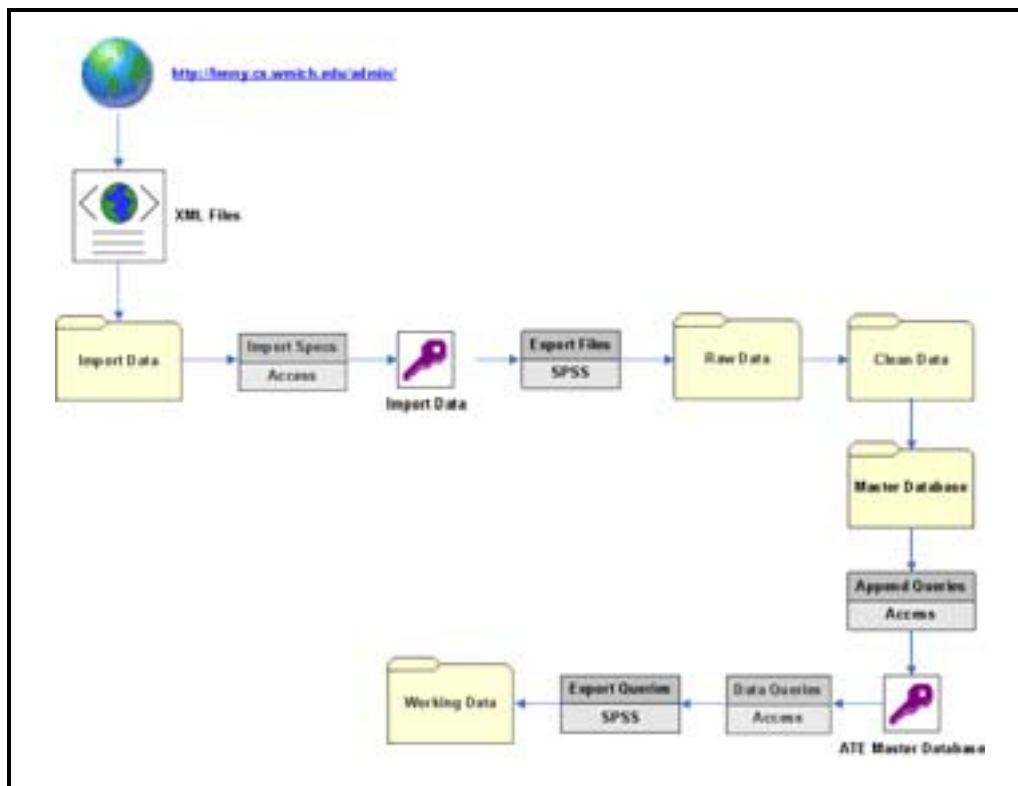 http://lenny.cs.wmich.edu/admin/
XML Files
Import Data
Import Specs
Access
Import Data
Export Files
SPSS
Raw Data
Clean Data
Master Database
Append Queries
Access
ATE Master Database
Data Queries
Access
Export Queries
SPSS
Working Data